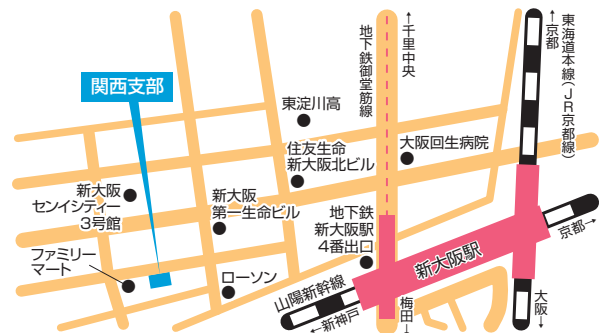 関西支部
東淀川高
住友生命
新大阪北ビル
大阪回生病院
新大阪
センイシティー
3号館
新大阪
第一生命ビル
ファミリー
マート
ローソン
地下鉄
新大阪駅
4番出口
地下鉄御堂筋線
←千里中央
梅田→
新大阪駅
山陽新幹線
←新神戸
京都→
←京都
東海道本線(JR京都線)
大阪→